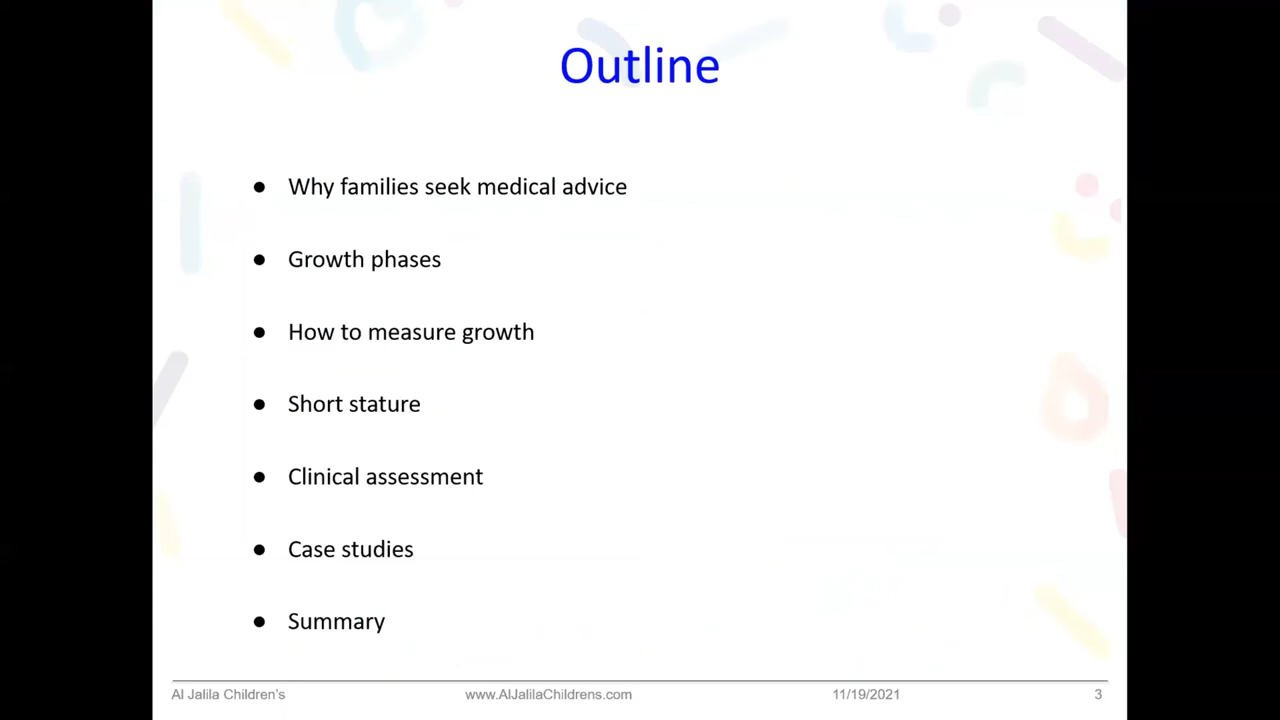 Outline
● Why families seek medical advice
● Growth phases
● How to measure growth
● Short stature
● Clinical assessment
● Case studies
● Summary
Al Jalila Children's www.AlJalilaChildrens.com 11/19/2021 3